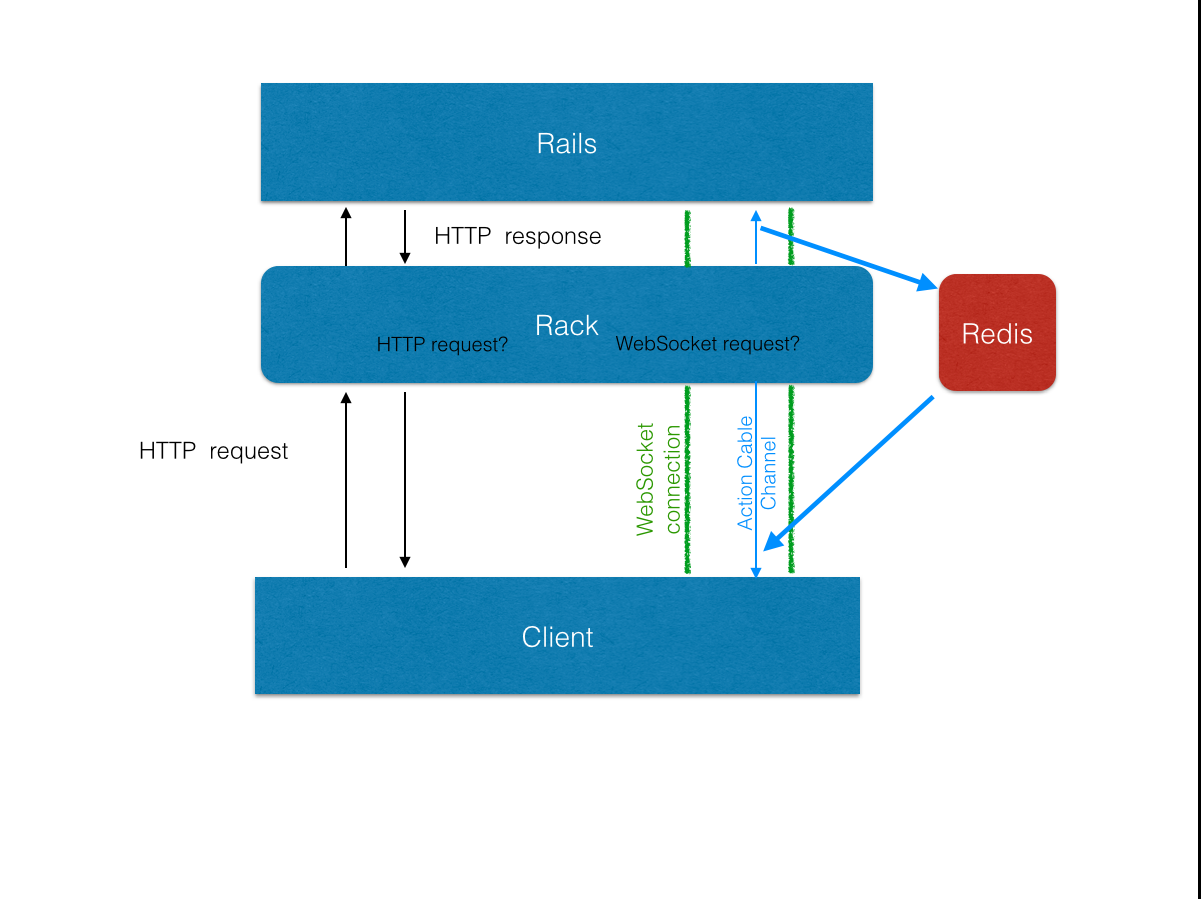 Rails
HTTP response
Rack
HTTP request?
WebSocket request?
Redis
HTTP request
WebSocket
connection
Action Cable
Channel
Client